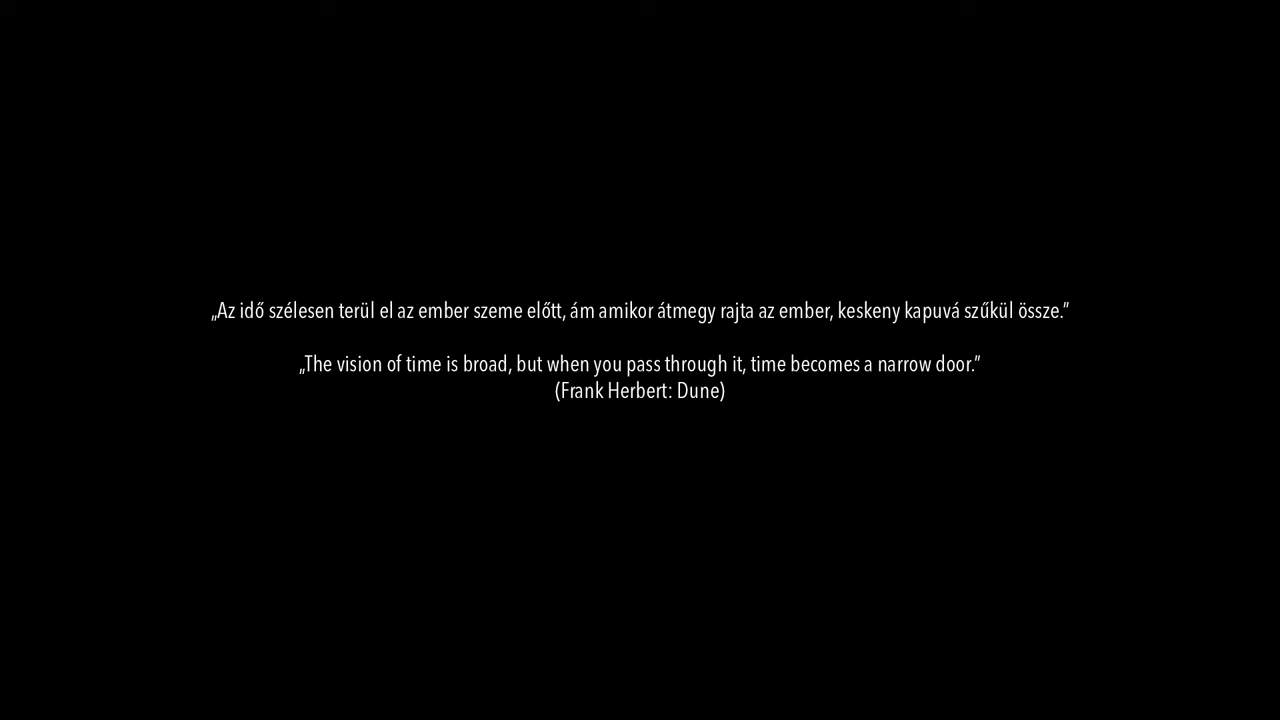 „Az idő szélesen terül el az ember szeme előtt, ám amikor átmegy rajta az ember, keskeny kapuvá szűkül össze.”
„The vision of time is broad, but when you pass through it, time becomes a narrow door.”
(Frank Herbert: Dune)